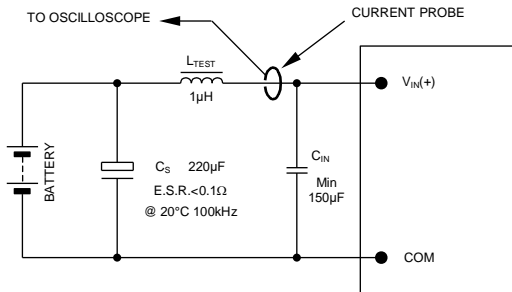 TO OSCILLOSCOPE
CURRENT PROBE
LTEST
1µH
VIN(+)
BATTERY
CS 220µF
E.S.R.<0.1Ω
@ 20°C 100kHz
CIN
Min
150µF
COM